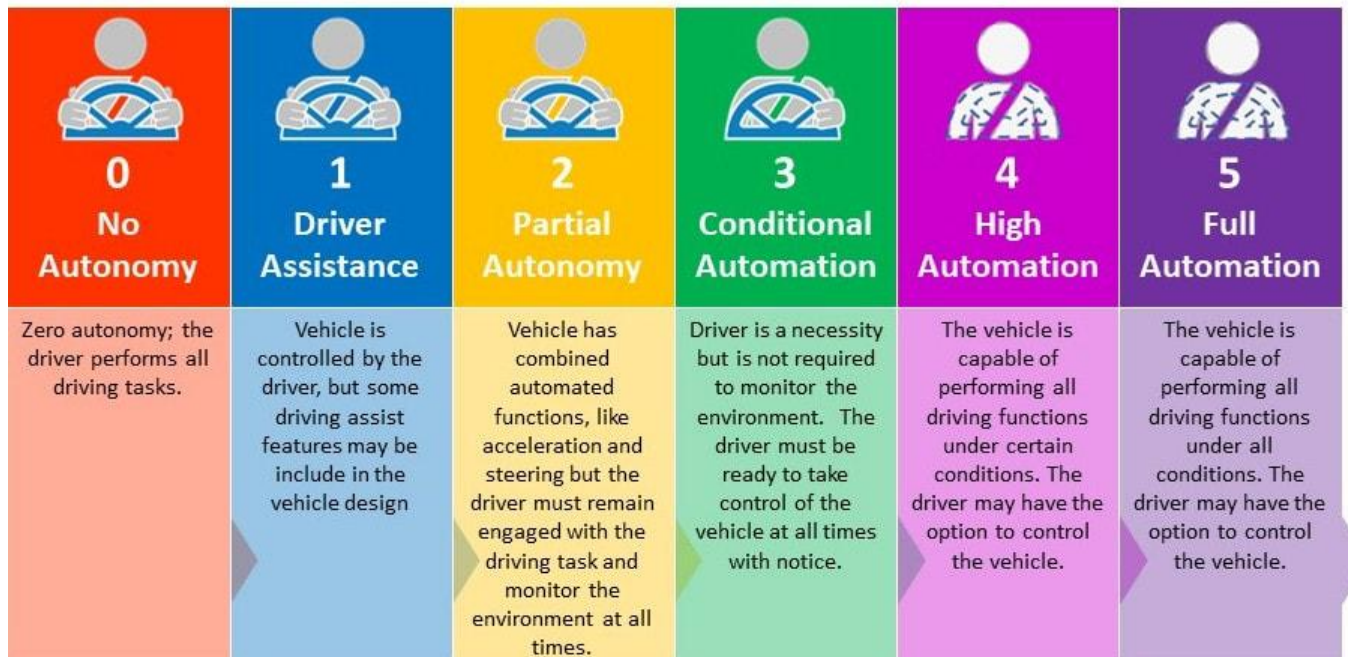 0
No
Autonomy
Zero autonomy; the
driver performs all
driving tasks.
1
Driver
Assistance
Vehicle is
controlled by the
driver, but some
driving assist
features may be
include in the
vehicle design
2
Partial
Autonomy
Vehicle has
combined
automated
functions, like
acceleration and
steering but the
driver must remain
engaged with the
driving task and
monitor the
environment at all
times.
3
Conditional
Automation
Driver is a necessity
but is not required
to monitor the
environment. The
driver must be
ready to take
control of the
vehicle at all times
with notice.
4
High
Automation
The vehicle is
capable of
performing all
driving functions
under certain
conditions. The
driver may have the
option to control
the vehicle.
5
Full
Automation
The vehicle is
capable of
performing all
driving functions
under all
conditions. The
driver may have the
option to control
the vehicle.